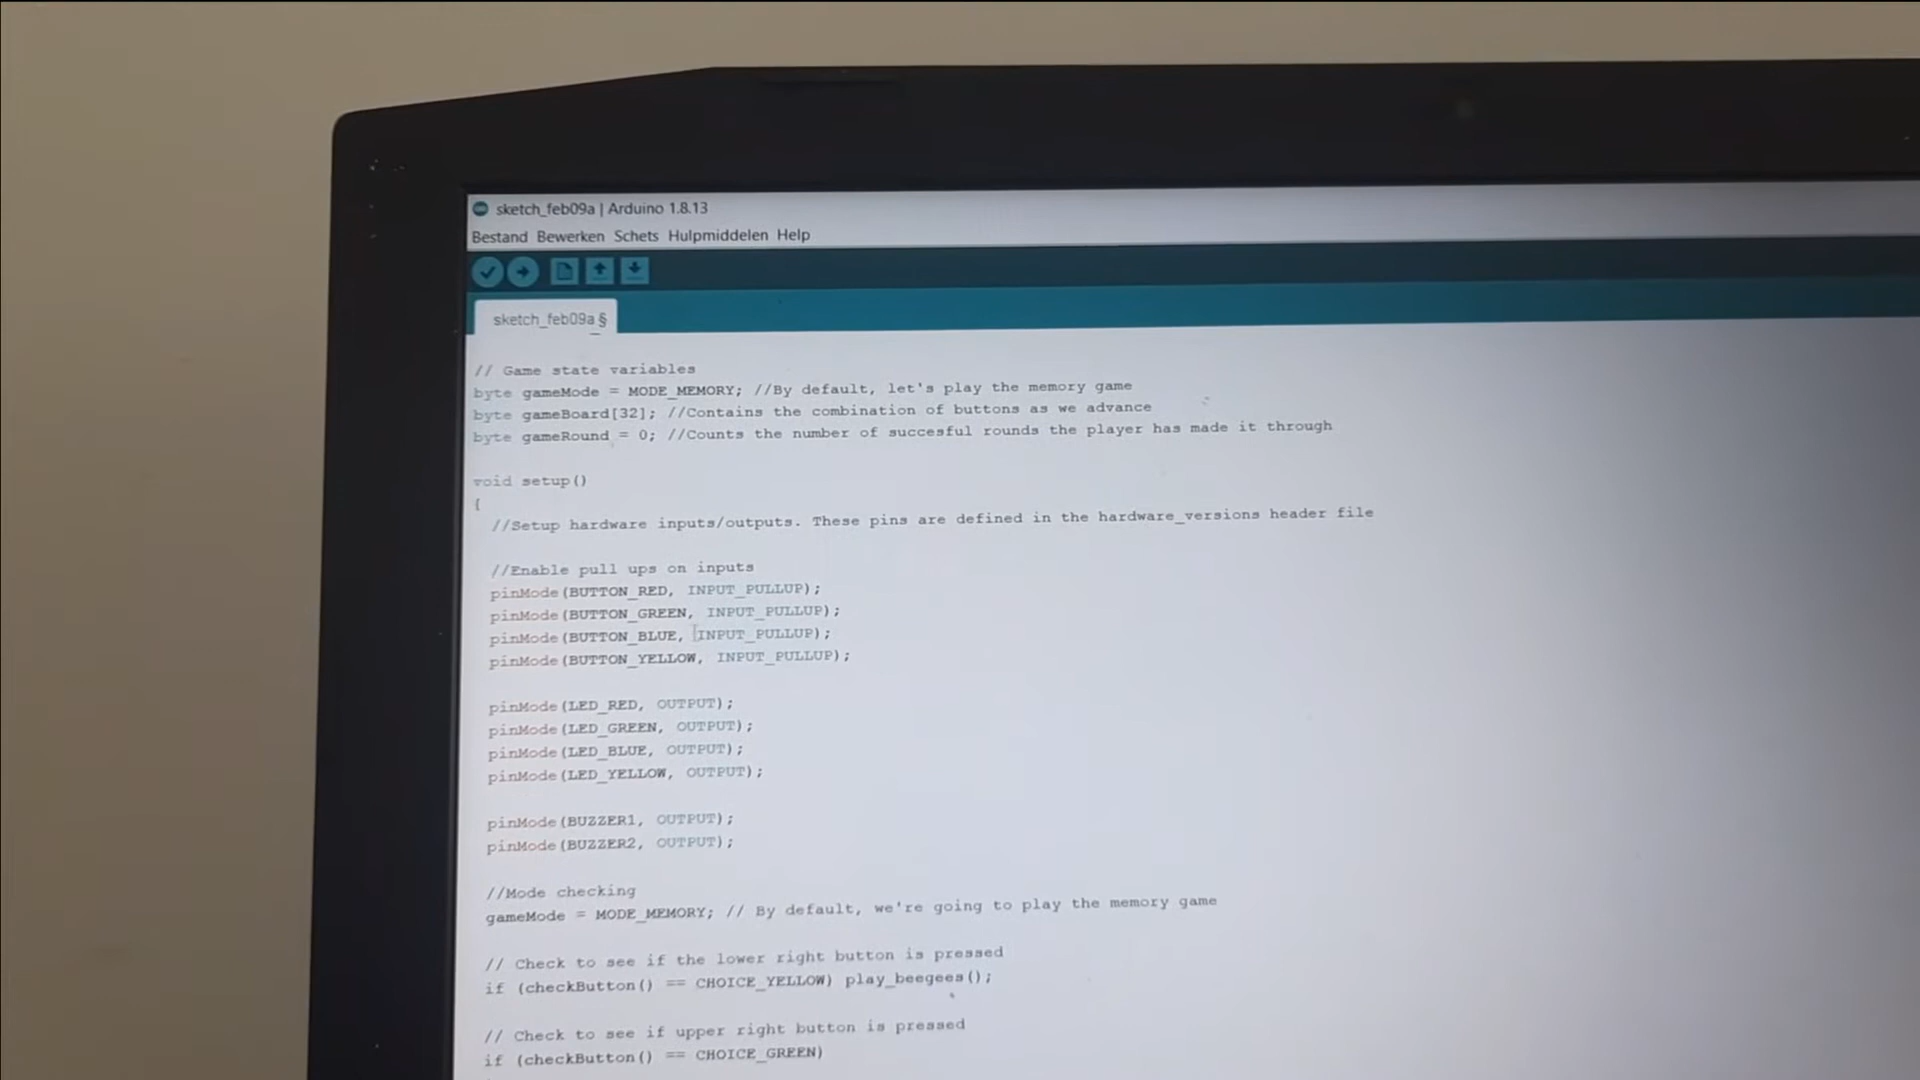 sketch_feb09a | Arduino 1.8.13
Bestand Bewerken Schets Hulpmiddelen Help
sketch_feb09a §
// Game state variables
byte gameMode = MODE_MEMORY; //By default, let's play the memory game
byte gameBoard[32]; //Contains the combination of buttons as we advance
byte gameRound = 0; //Counts the number of succesful rounds the player has made it through
void setup()
{
//Setup hardware inputs/outputs. These pins are defined in the hardware_versions header file
//Enable pull ups on inputs
pinMode(BUTTON_RED, INPUT_PULLUP);
pinMode(BUTTON_GREEN, INPUT_PULLUP);
pinMode(BUTTON_BLUE, INPUT_PULLUP);
pinMode(BUTTON_YELLOW, INPUT_PULLUP);
pinMode(LED_RED, OUTPUT);
pinMode(LED_GREEN, OUTPUT);
pinMode(LED_BLUE, OUTPUT);
pinMode(LED_YELLOW, OUTPUT);
pinMode(BUZZER1, OUTPUT);
pinMode(BUZZER2, OUTPUT);
//Mode checking
gameMode = MODE_MEMORY; // By default, we're going to play the memory game
// Check to see if the lower right button is pressed
if (checkButton() == CHOICE_YELLOW) play_beegees();
// Check to see if upper right button is pressed
if (checkButton() == CHOICE_GREEN)